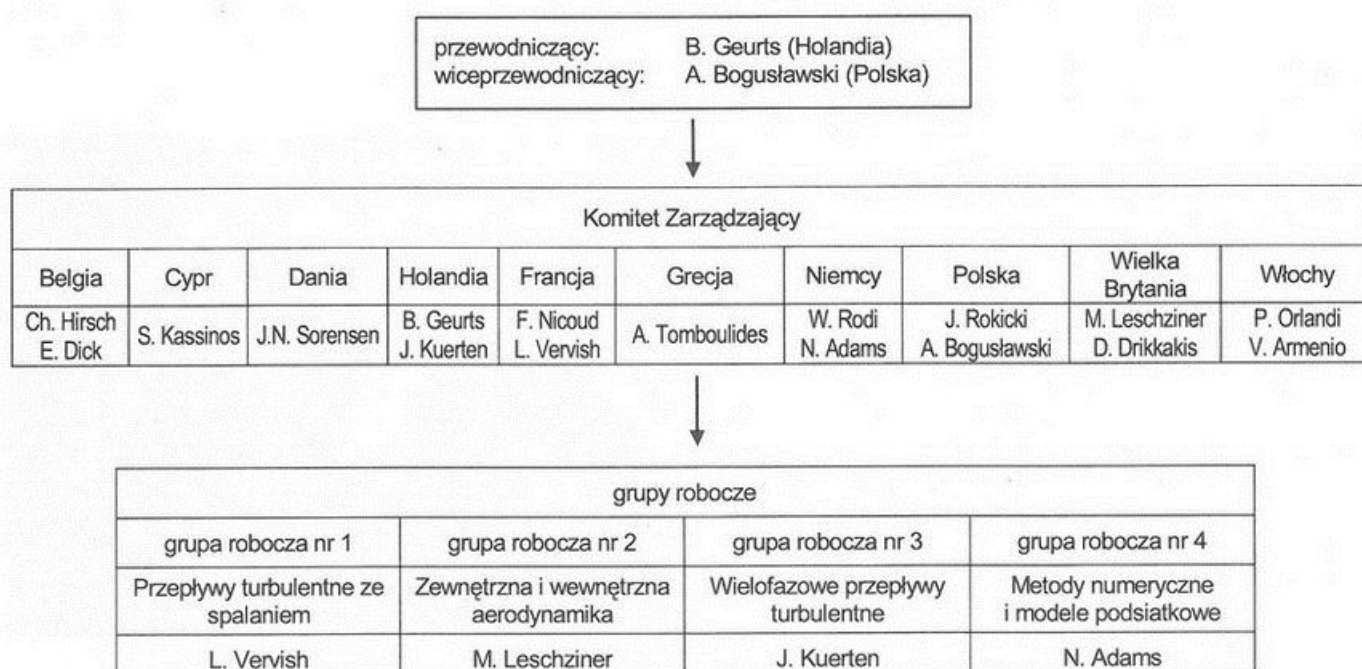 przewodniczący: B. Geurts (Holandia)
wiceprzewodniczący: A. Bogusławski (Polska)
Komitet Zarządzający
Belgia Cypr Dania Holandia Francja Grecja Niemcy Polska Wielka Brytania Włochy
Ch. Hirsch S. Kassinos J.N. Sorensen B. Geurts F. Nicoud A. Tomboulides W. Rodi J. Rokicki M. Leschziner P. Orlandi
E. Dick J. Kuerten L. Vervish N. Adams A. Bogusławski D. Drikkakis V. Armenio
grupy robocze
grupa robocza nr 1 grupa robocza nr 2 grupa robocza nr 3 grupa robocza nr 4
Przepływy turbulentne ze Zewnętrzna i wewnętrzna Wielofazowe przepływy Metody numeryczne
spalaniem aerodynamika turbulentne i modele podsiatkowe
L. Vervish M. Leschziner J. Kuerten N. Adams